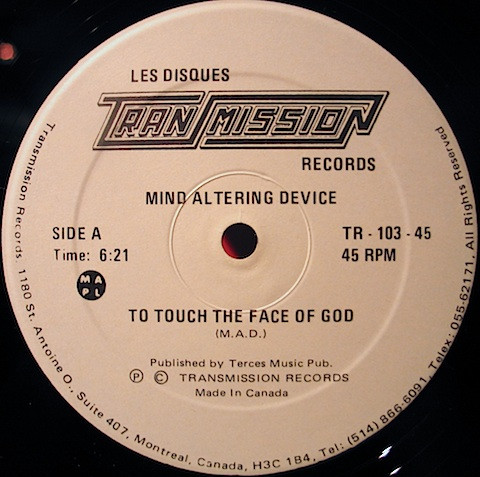 LES DISQUES
TRANSMISSION
RECORDS
MIND ALTERING DEVICE
SIDE A
Time: 6:21
TR - 103 - 45
45 RPM
M A
P L
TO TOUCH THE FACE OF GOD
(M.A.D.)
Published by Terces Music Pub.
Ⓟ © TRANSMISSION RECORDS
Made In Canada
Transmission Records: 1180 St. Antoine O., Suite 407, Montreal, Canada, H3C 1B4, Tel: (514) 866-6091, Telex: 055-62171, All Rights Reserved